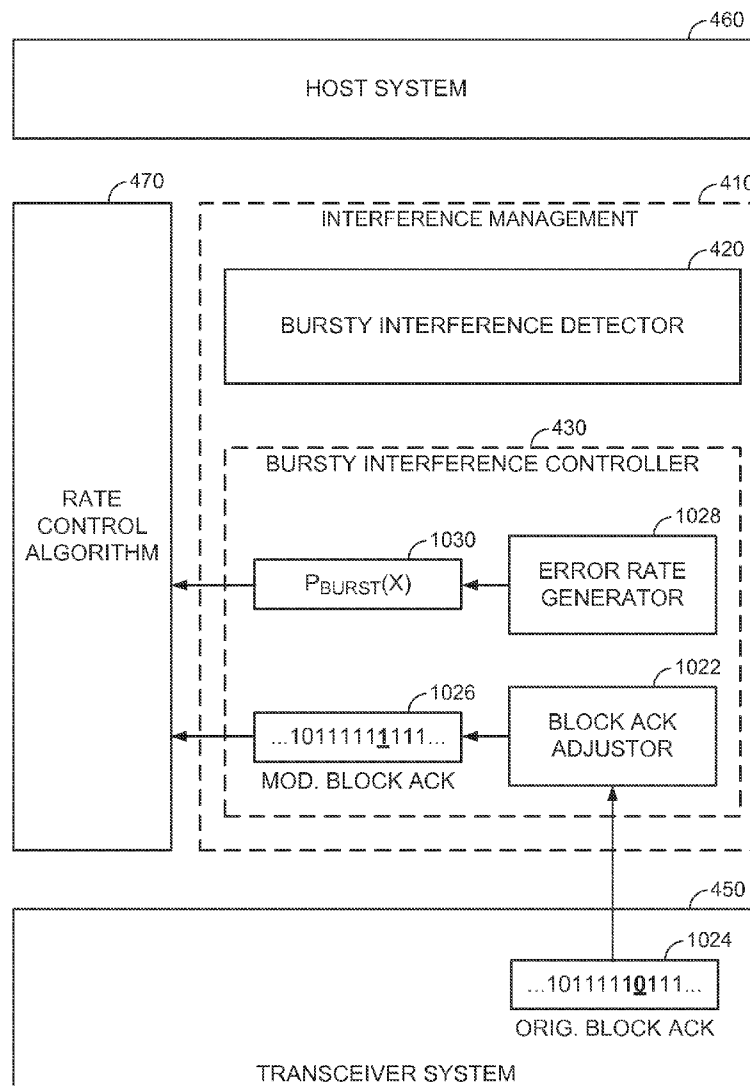 460
HOST SYSTEM
470
410
INTERFERENCE MANAGEMENT
420
BURSTY INTERFERENCE DETECTOR
430
BURSTY INTERFERENCE CONTROLLER
RATE
CONTROL
ALGORITHM
1030
PBURST(X)
1028
ERROR RATE
GENERATOR
1026
...101111111111...
MOD. BLOCK ACK
1022
BLOCK ACK
ADJUSTOR
450
1024
...101111110111...
ORIG. BLOCK ACK
TRANSCEIVER SYSTEM